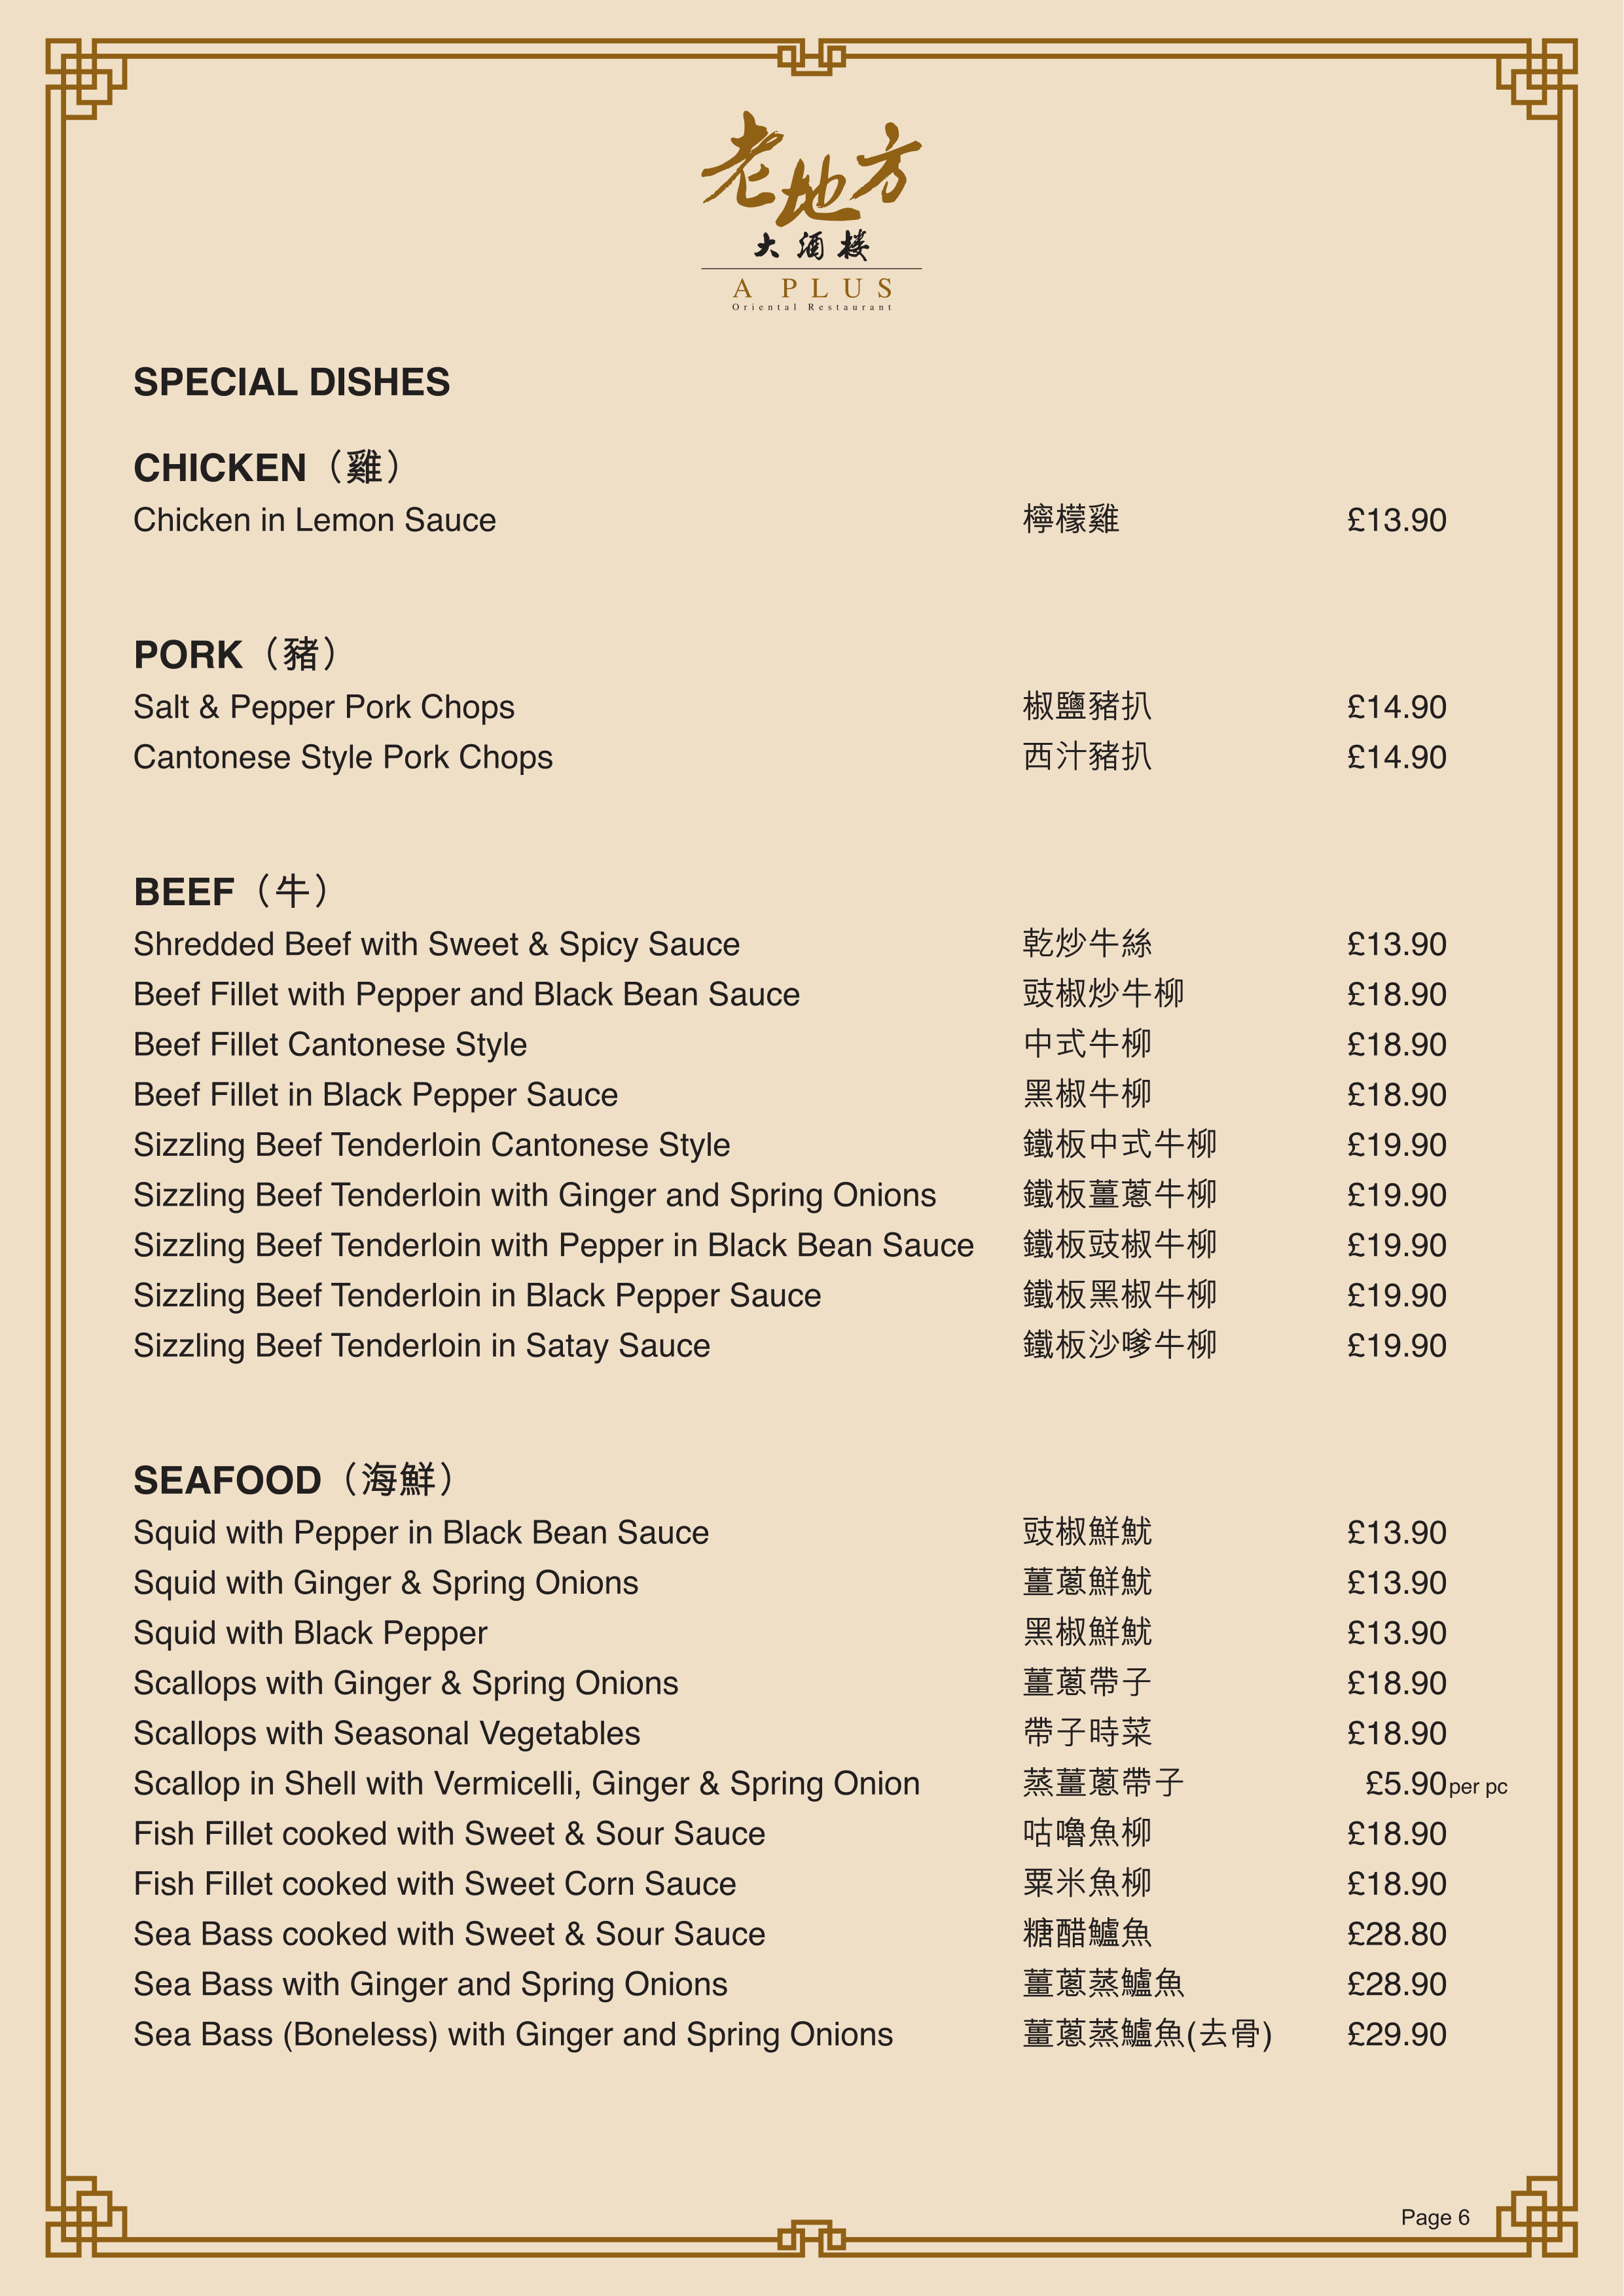 老地方
大酒楼
A PLUS
Oriental Restaurant
SPECIAL DISHES
CHICKEN（雞）
Chicken in Lemon Sauce 檸檬雞 £13.90
PORK（豬）
Salt & Pepper Pork Chops 椒鹽豬扒 £14.90
Cantonese Style Pork Chops 西汁豬扒 £14.90
BEEF（牛）
Shredded Beef with Sweet & Spicy Sauce 乾炒牛絲 £13.90
Beef Fillet with Pepper and Black Bean Sauce 豉椒炒牛柳 £18.90
Beef Fillet Cantonese Style 中式牛柳 £18.90
Beef Fillet in Black Pepper Sauce 黑椒牛柳 £18.90
Sizzling Beef Tenderloin Cantonese Style 鐵板中式牛柳 £19.90
Sizzling Beef Tenderloin with Ginger and Spring Onions 鐵板薑蔥牛柳 £19.90
Sizzling Beef Tenderloin with Pepper in Black Bean Sauce 鐵板豉椒牛柳 £19.90
Sizzling Beef Tenderloin in Black Pepper Sauce 鐵板黑椒牛柳 £19.90
Sizzling Beef Tenderloin in Satay Sauce 鐵板沙嗲牛柳 £19.90
SEAFOOD（海鮮）
Squid with Pepper in Black Bean Sauce 豉椒鮮魷 £13.90
Squid with Ginger & Spring Onions 薑蔥鮮魷 £13.90
Squid with Black Pepper 黑椒鮮魷 £13.90
Scallops with Ginger & Spring Onions 薑蔥帶子 £18.90
Scallops with Seasonal Vegetables 帶子時菜 £18.90
Scallop in Shell with Vermicelli, Ginger & Spring Onion 蒸薑蔥帶子 £5.90per pc
Fish Fillet cooked with Sweet & Sour Sauce 咕嚕魚柳 £18.90
Fish Fillet cooked with Sweet Corn Sauce 粟米魚柳 £18.90
Sea Bass cooked with Sweet & Sour Sauce 糖醋鱸魚 £28.80
Sea Bass with Ginger and Spring Onions 薑蔥蒸鱸魚 £28.90
Sea Bass (Boneless) with Ginger and Spring Onions 薑蔥蒸鱸魚(去骨) £29.90
Page 6